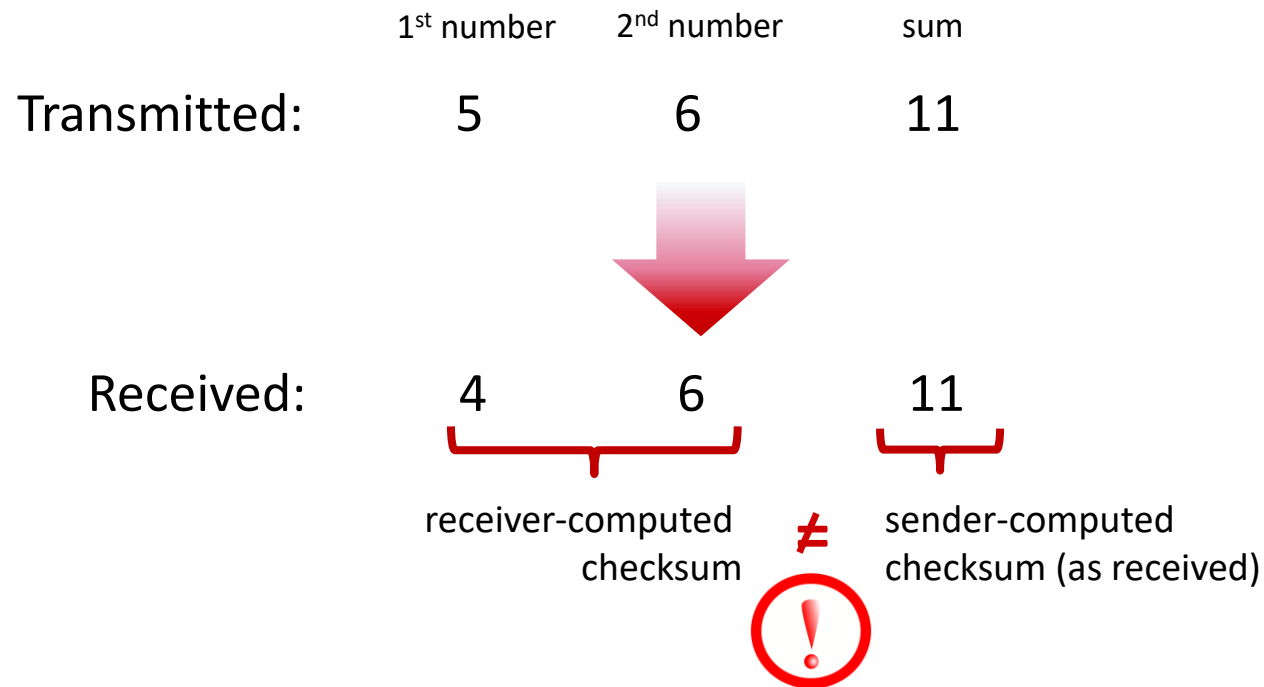 1st number 2nd number sum
Transmitted: 5 6 11
Received: 4 6 11
receiver-computed ≠ sender-computed
checksum checksum (as received)
!